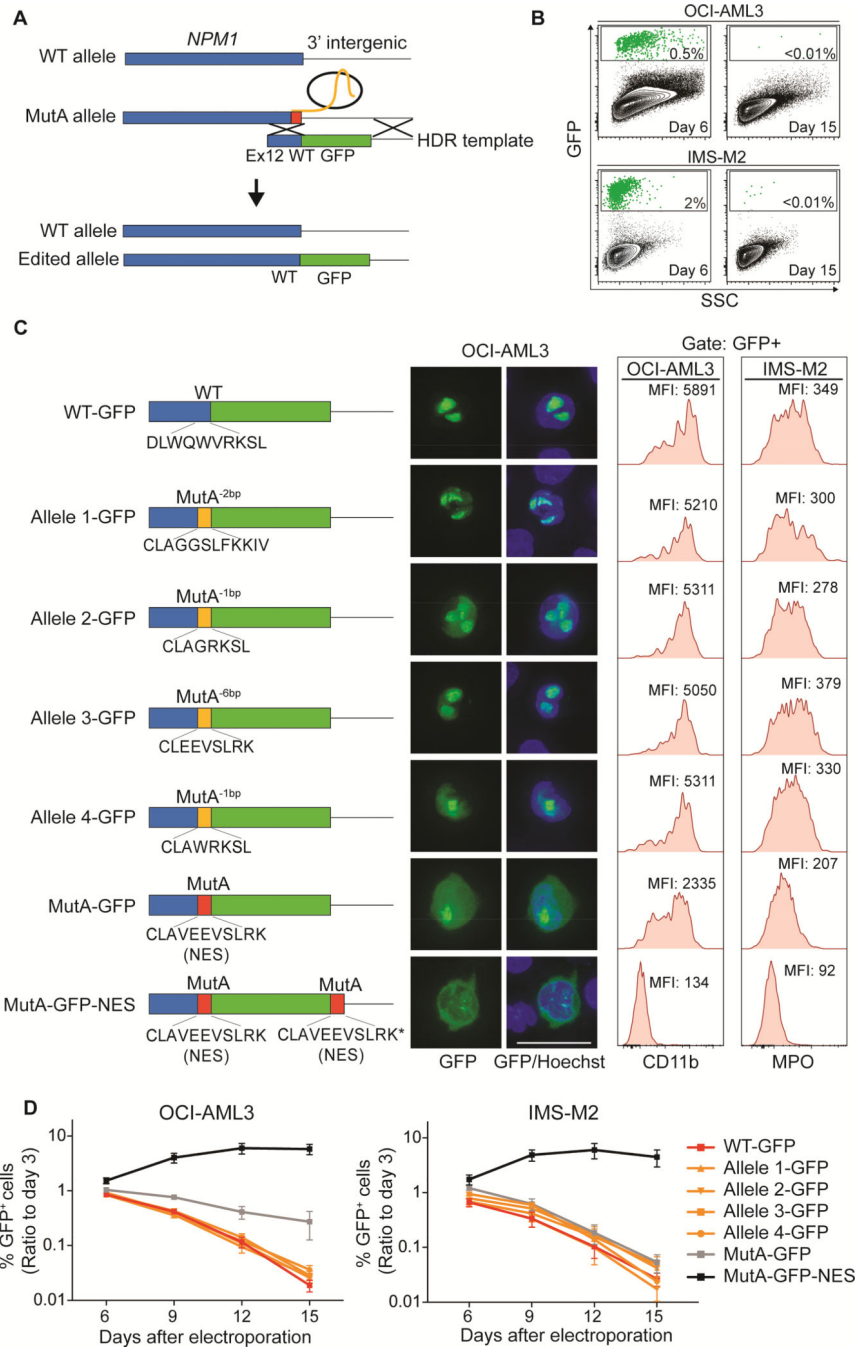 A
NPM1
3' intergenic
WT allele
MutA allele
HDR template
Ex12 WT GFP
WT allele
Edited allele
WT GFP
B
OCI-AML3
0.5%
<0.01%
Day 6
Day 15
IMS-M2
2%
<0.01%
Day 6
Day 15
GFP
SSC
C
OCI-AML3
Gate: GFP+
OCI-AML3
IMS-M2
WT-GFP
WT
DLWQWVRKSL
MFI: 5891
MFI: 349
Allele 1-GFP
MutA-2bp
CLAGGSLFKKIV
MFI: 5210
MFI: 300
Allele 2-GFP
MutA-1bp
CLAGRKSL
MFI: 5311
MFI: 278
Allele 3-GFP
MutA-6bp
CLEEVSLRK
MFI: 5050
MFI: 379
Allele 4-GFP
MutA-1bp
CLAWRKSL
MFI: 5311
MFI: 330
MutA-GFP
MutA
CLAVEEVSLRK
(NES)
MFI: 2335
MFI: 207
MutA-GFP-NES
MutA
MutA
CLAVEEVSLRK
CLAVEEVSLRK*
(NES)
(NES)
MFI: 134
MFI: 92
GFP
GFP/Hoechst
CD11b
MPO
D
OCI-AML3
% GFP+ cells
(Ratio to day 3)
10
1
0.1
0.01
6 9 12 15
Days after electroporation
IMS-M2
% GFP+ cells
(Ratio to day 3)
10
1
0.1
0.01
6 9 12 15
Days after electroporation
WT-GFP
Allele 1-GFP
Allele 2-GFP
Allele 3-GFP
Allele 4-GFP
MutA-GFP
MutA-GFP-NES